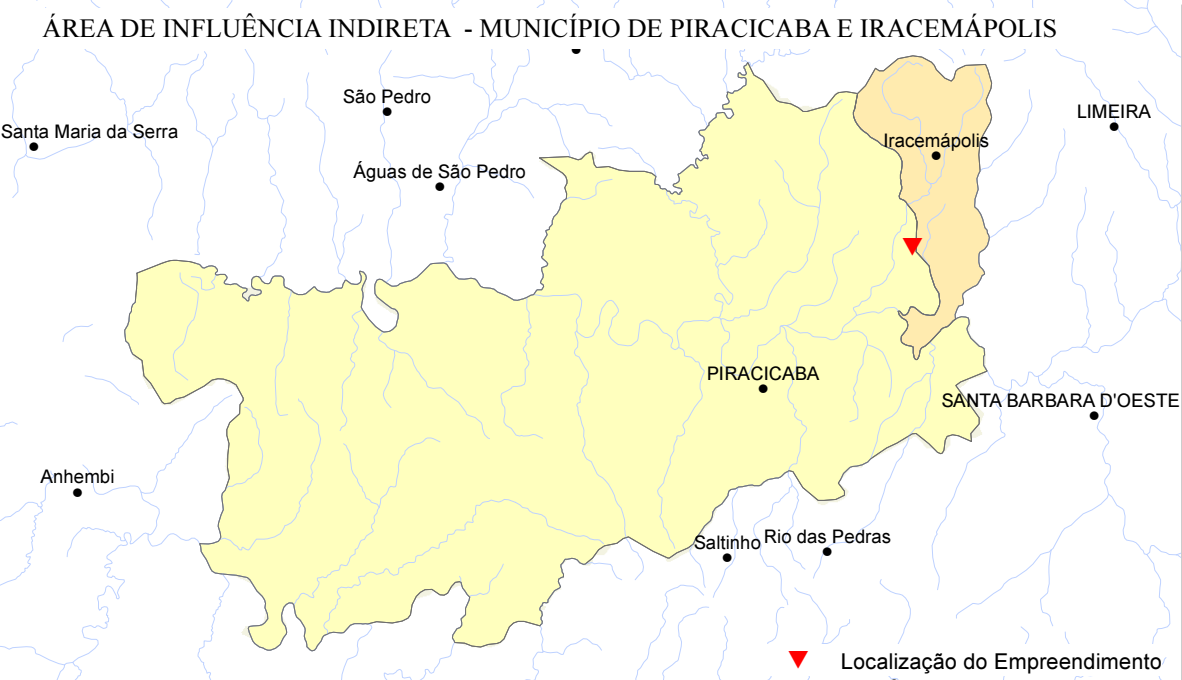 ÁREA DE INFLUÊNCIA INDIRETA - MUNICÍPIO DE PIRACICABA E IRACEMÁPOLIS
São Pedro
LIMEIRA
Santa Maria da Serra
Iracemápolis
Águas de São Pedro
PIRACICABA
SANTA BARBARA D'OESTE
Anhembi
Saltinho
Rio das Pedras
Localização do Empreendimento